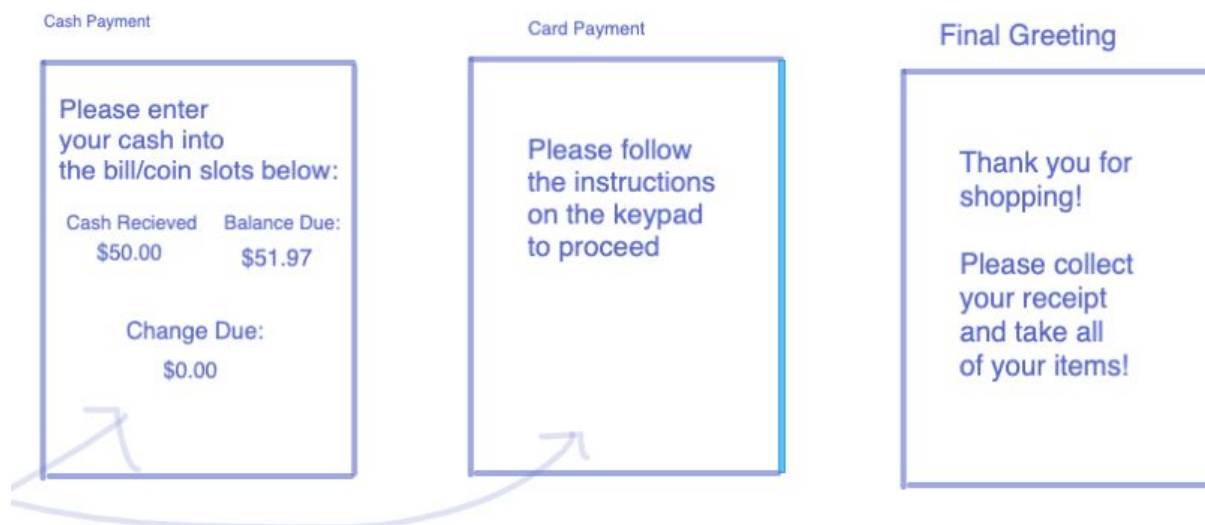 Cash Payment
Please enter
your cash into
the bill/coin slots below:
Cash Recieved
Balance Due:
$50.00
$51.97
Change Due:
$0.00
Card Payment
Please follow
the instructions
on the keypad
to proceed
Final Greeting
Thank you for
shopping!
Please collect
your receipt
and take all
of your items!